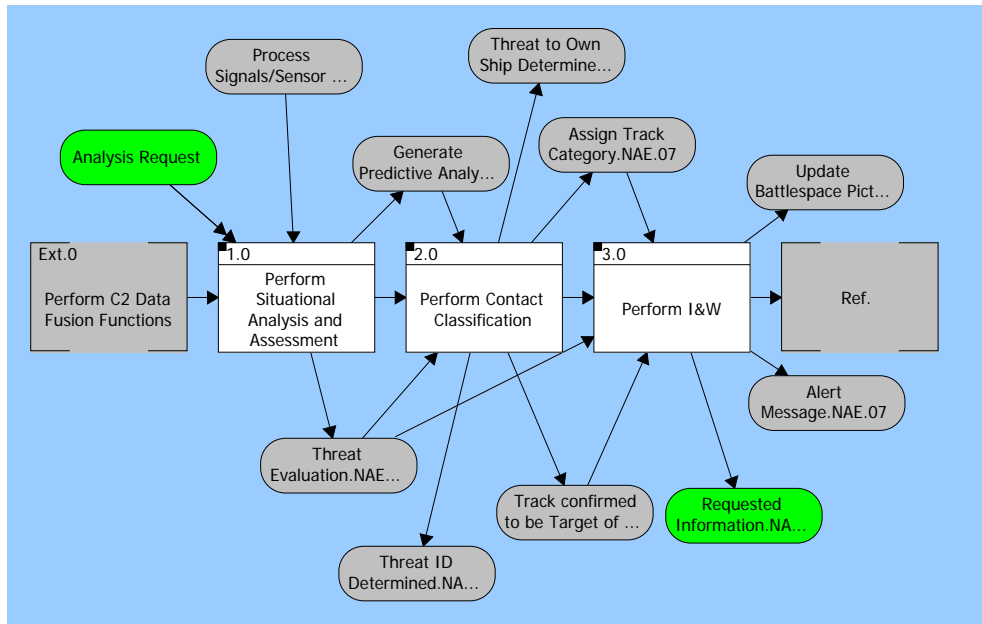 Process
Signals/Sensor ...
Threat to Own
Ship Determine...
Analysis Request
Generate
Predictive Analy...
Assign Track
Category.NAE.07
Update
Battlespace Pict...
Ext.0
Perform C2 Data
Fusion Functions
1.0
Perform
Situational
Analysis and
Assessment
2.0
Perform Contact
Classification
3.0
Perform I&W
Ref.
Alert
Message.NAE.07
Threat
Evaluation.NAE...
Track confirmed
to be Target of ...
Requested
Information.NA...
Threat ID
Determined.NA...